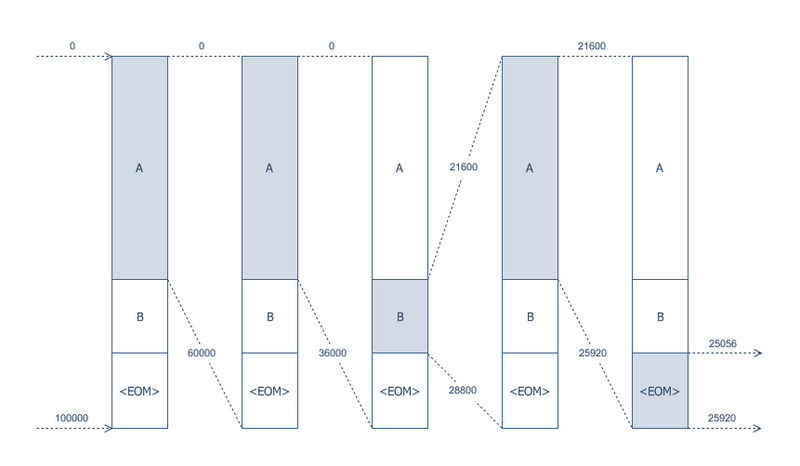 0 0 0 21600
A A A 21600 A A
B B B B B
60000 36000 25920 25056
<EOM> <EOM> <EOM> 28800 <EOM> <EOM>
100000 25920